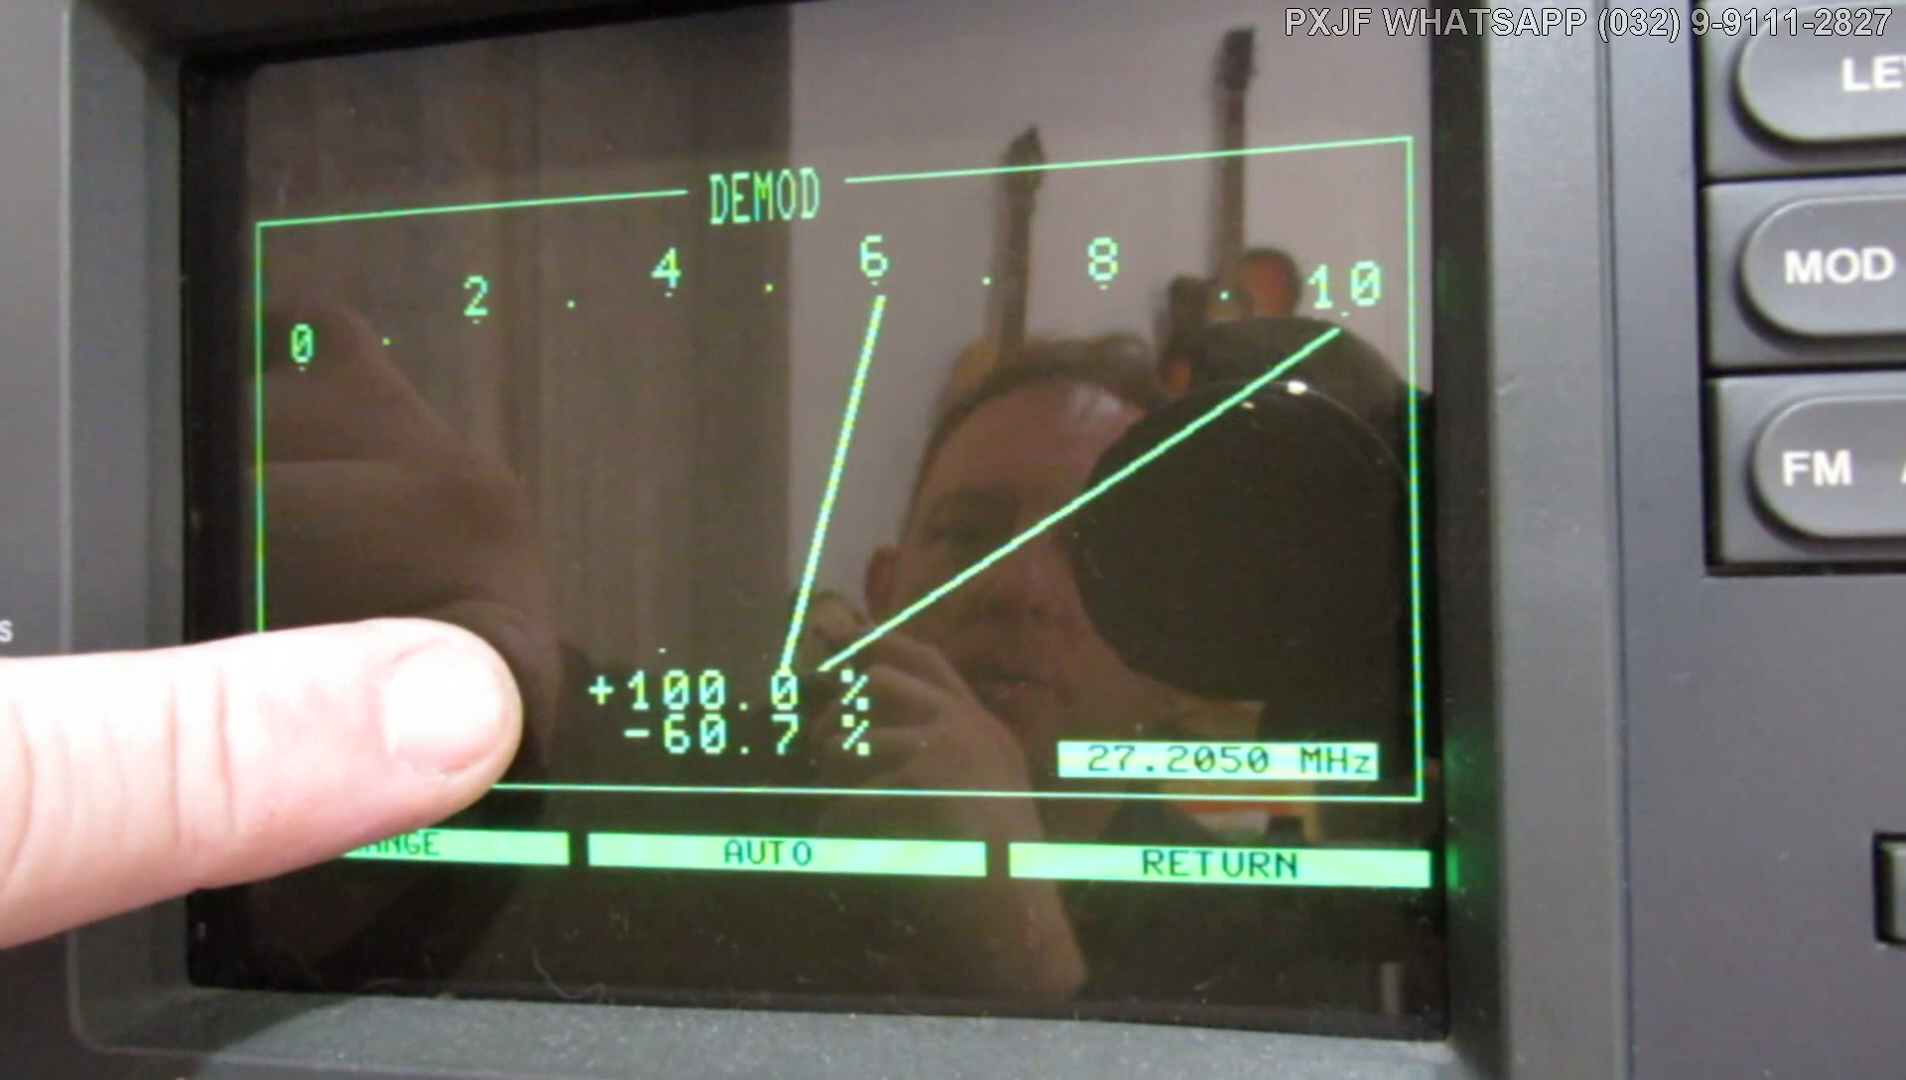 PXJF WHATSAPP (032) 9-9111-2827
DEMOD
0 . 2 . 4 . 6 . 8 . 10
+100.0 %
-60.7 %
27.2050 MHz
ANGE
AUTO
RETURN
LE
MOD
FM
S